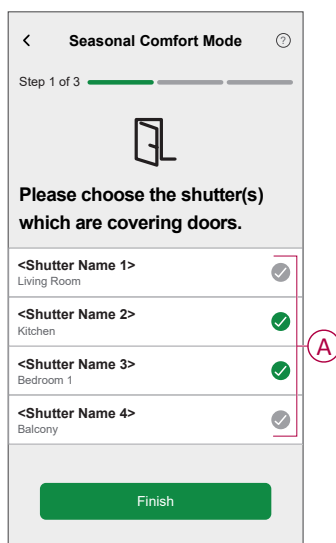 Seasonal Comfort Mode ?
Step 1 of 3
Please choose the shutter(s)
which are covering doors.
<Shutter Name 1>
Living Room
<Shutter Name 2>
Kitchen
<Shutter Name 3>
Bedroom 1
<Shutter Name 4>
Balcony
A
Finish